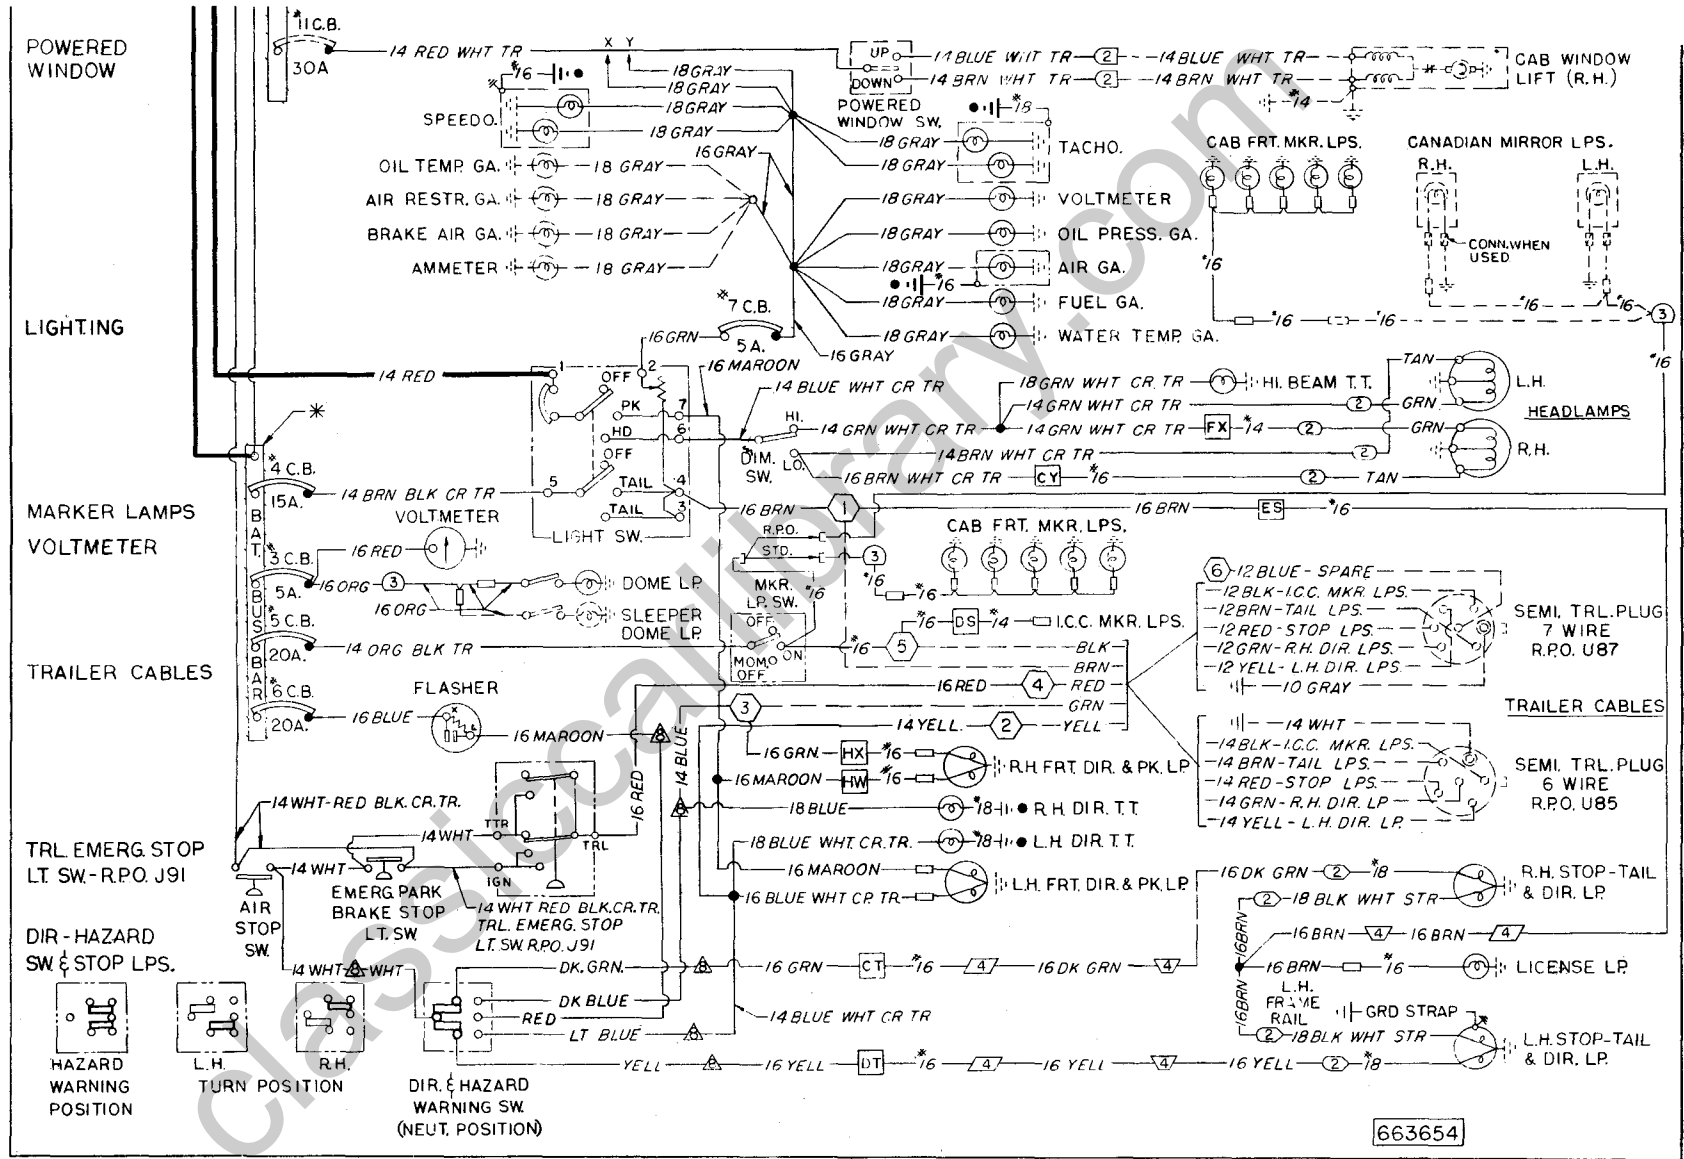 POWERED
WINDOW
*11 C.B.
30A
14 RED WHT TR
X Y
*16
18 GRAY
18 GRAY
18 GRAY
18 GRAY
SPEEDO.
UP
DOWN
POWERED
WINDOW SW.
14 BLUE WHT TR
2
14 BLUE WHT TR
14 BRN WHT TR
2
14 BRN WHT TR
*14
CAB WINDOW
LIFT (R.H.)
*18
18 GRAY
18 GRAY
TACHO.
CAB FRT. MKR. LPS.
CANADIAN MIRROR LPS.
R.H.
L.H.
CONN. WHEN
USED
*16
*16
*16
*16
*16
*16
3
*16
OIL TEMP. GA.
18 GRAY
16 GRAY
AIR RESTR. GA.
18 GRAY
BRAKE AIR GA.
18 GRAY
AMMETER
18 GRAY
18 GRAY
VOLTMETER
18 GRAY
OIL PRESS. GA.
18 GRAY
*16
AIR GA.
18 GRAY
FUEL GA.
18 GRAY
WATER TEMP. GA.
LIGHTING
*7 C.B.
5 A.
16 GRN
16 GRAY
16 MAROON
14 RED
1
OFF
2
PK
7
HD
6
OFF
5
TAIL
4
TAIL
3
LIGHT SW.
14 BLUE WHT CR TR
HI.
DIM.
SW.
LO.
18 GRN WHT CR TR
HI. BEAM T.T.
14 GRN WHT CR TR
2
GRN
14 GRN WHT CR TR
14 GRN WHT CR TR
FX
*14
2
GRN
14 BRN WHT CR TR
2
TAN
16 BRN WHT CR TR
CY
*16
2
TAN
L.H.
HEADLAMPS
R.H.
*
*4 C.B.
15A.
14 BRN BLK CR TR
MARKER LAMPS
VOLTMETER
VOLTMETER
16 RED
*3 C.B.
5A.
BAT. BUS BAR
16 ORG
3
16 ORG
DOME LP.
SLEEPER
DOME LP.
16 BRN
1
16 BRN
ES
*16
R.P.O.
STD.
3
*16
CAB FRT. MKR. LPS.
*16
*16
MKR.
LP. SW.
OFF
MOMO
OFF
ON
*16
5
*16
DS
*14
I.C.C. MKR. LPS.
*5 C.B.
20A.
14 ORG BLK TR
TRAILER CABLES
*6 C.B.
20A.
16 BLUE
FLASHER
X
16 MAROON
8
16 RED
4
3
14 YELL.
2
BLK
BRN
RED
GRN
YELL
6
12 BLUE - SPARE
12 BLK - I.C.C. MKR. LPS.
12 BRN - TAIL LPS.
12 RED - STOP LPS.
12 GRN - R.H. DIR. LPS.
12 YELL - L.H. DIR. LPS.
10 GRAY
SEMI. TRL. PLUG
7 WIRE
R.P.O. U87
TRAILER CABLES
14 WHT
14 BLK - I.C.C. MKR. LPS.
14 BRN - TAIL LPS.
14 RED - STOP LPS.
14 GRN - R.H. DIR. LP.
14 YELL - L.H. DIR. LP.
SEMI. TRL. PLUG
6 WIRE
R.P.O. U85
16 RED
14 BLUE
8
16 GRN.
HX
*16
16 MAROON
HW
*16
R.H. FRT. DIR. & PK. LP.
18 BLUE
*18
R.H. DIR. T.T.
18 BLUE WHT CR. TR.
*18
L.H. DIR. T.T.
16 MAROON
16 BLUE WHT CR. TR
L.H. FRT. DIR. & PK. LP.
14 WHT-RED BLK. CR. TR.
14 WHT
TTR
TRL
IGN
TRL. EMERG. STOP
LT. SW. - R.P.O. J91
AIR
STOP
SW.
14 WHT
EMERG. PARK
BRAKE STOP
LT. SW.
14 WHT RED BLK. CR. TR.
TRL. EMERG. STOP
LT. SW. R.P.O. J91
DIR - HAZARD
SW. & STOP LPS.
14 WHT
8
WHT
HAZARD
WARNING
POSITION
L.H.
R.H.
TURN POSITION
DIR. & HAZARD
WARNING SW.
(NEUT. POSITION)
DK. GRN.
8
16 GRN
CT
*16
4
16 DK GRN
4
DK BLUE
RED
LT BLUE
8
14 BLUE WHT CR TR
YELL
8
16 YELL
DT
*16
4
16 YELL
4
16 YELL
2
*18
16 DK GRN
2
*18
2
18 BLK WHT STR
R.H. STOP-TAIL
& DIR. LP.
16 BRN
16 BRN
4
16 BRN
4
16 BRN
*16
LICENSE LP.
16 BRN
L.H.
FRAME
RAIL
GRD STRAP
*
2
18 BLK WHT STR
L.H. STOP-TAIL
& DIR. LP.
663654
classiccarlibrary.com